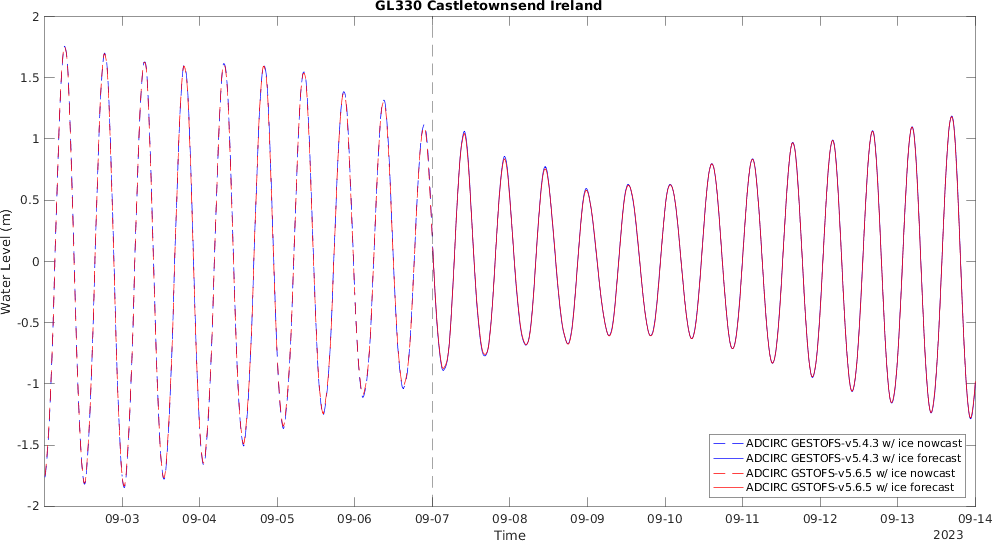 GL330 Castletownsend Ireland
2
1.5
1
0.5
0
-0.5
-1
-1.5
-2
Water Level (m)
09-03 09-04 09-05 09-06 09-07 09-08 09-09 09-10 09-11 09-12 09-13 09-14
Time
2023
ADCIRC GESTOFS-v5.4.3 w/ ice nowcast
ADCIRC GESTOFS-v5.4.3 w/ ice forecast
ADCIRC GSTOFS-v5.6.5 w/ ice nowcast
ADCIRC GSTOFS-v5.6.5 w/ ice forecast